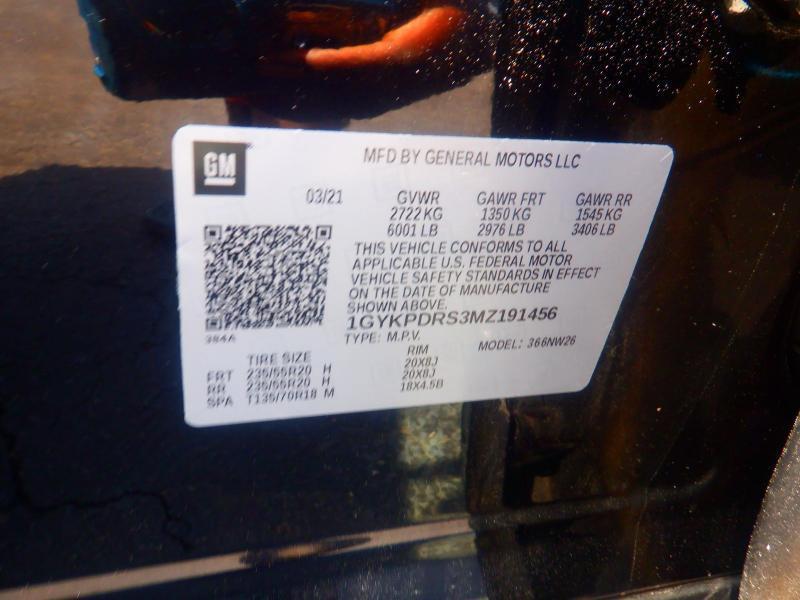 GM
MFD BY GENERAL MOTORS LLC
03/21 GVWR GAWR FRT GAWR RR
2722 KG 1350 KG 1545 KG
6001 LB 2976 LB 3406 LB
THIS VEHICLE CONFORMS TO ALL
APPLICABLE U.S. FEDERAL MOTOR
VEHICLE SAFETY STANDARDS IN EFFECT
ON THE DATE OF MANUFACTURE
SHOWN ABOVE.
1GYKPDRS3MZ191456
384A
TYPE: M.P.V. MODEL: 366NW26
TIRE SIZE RIM
FRT 235/55R20 H 20X8J
RR 235/55R20 H 20X8J
SPA T135/70R18 M 18X4.5B